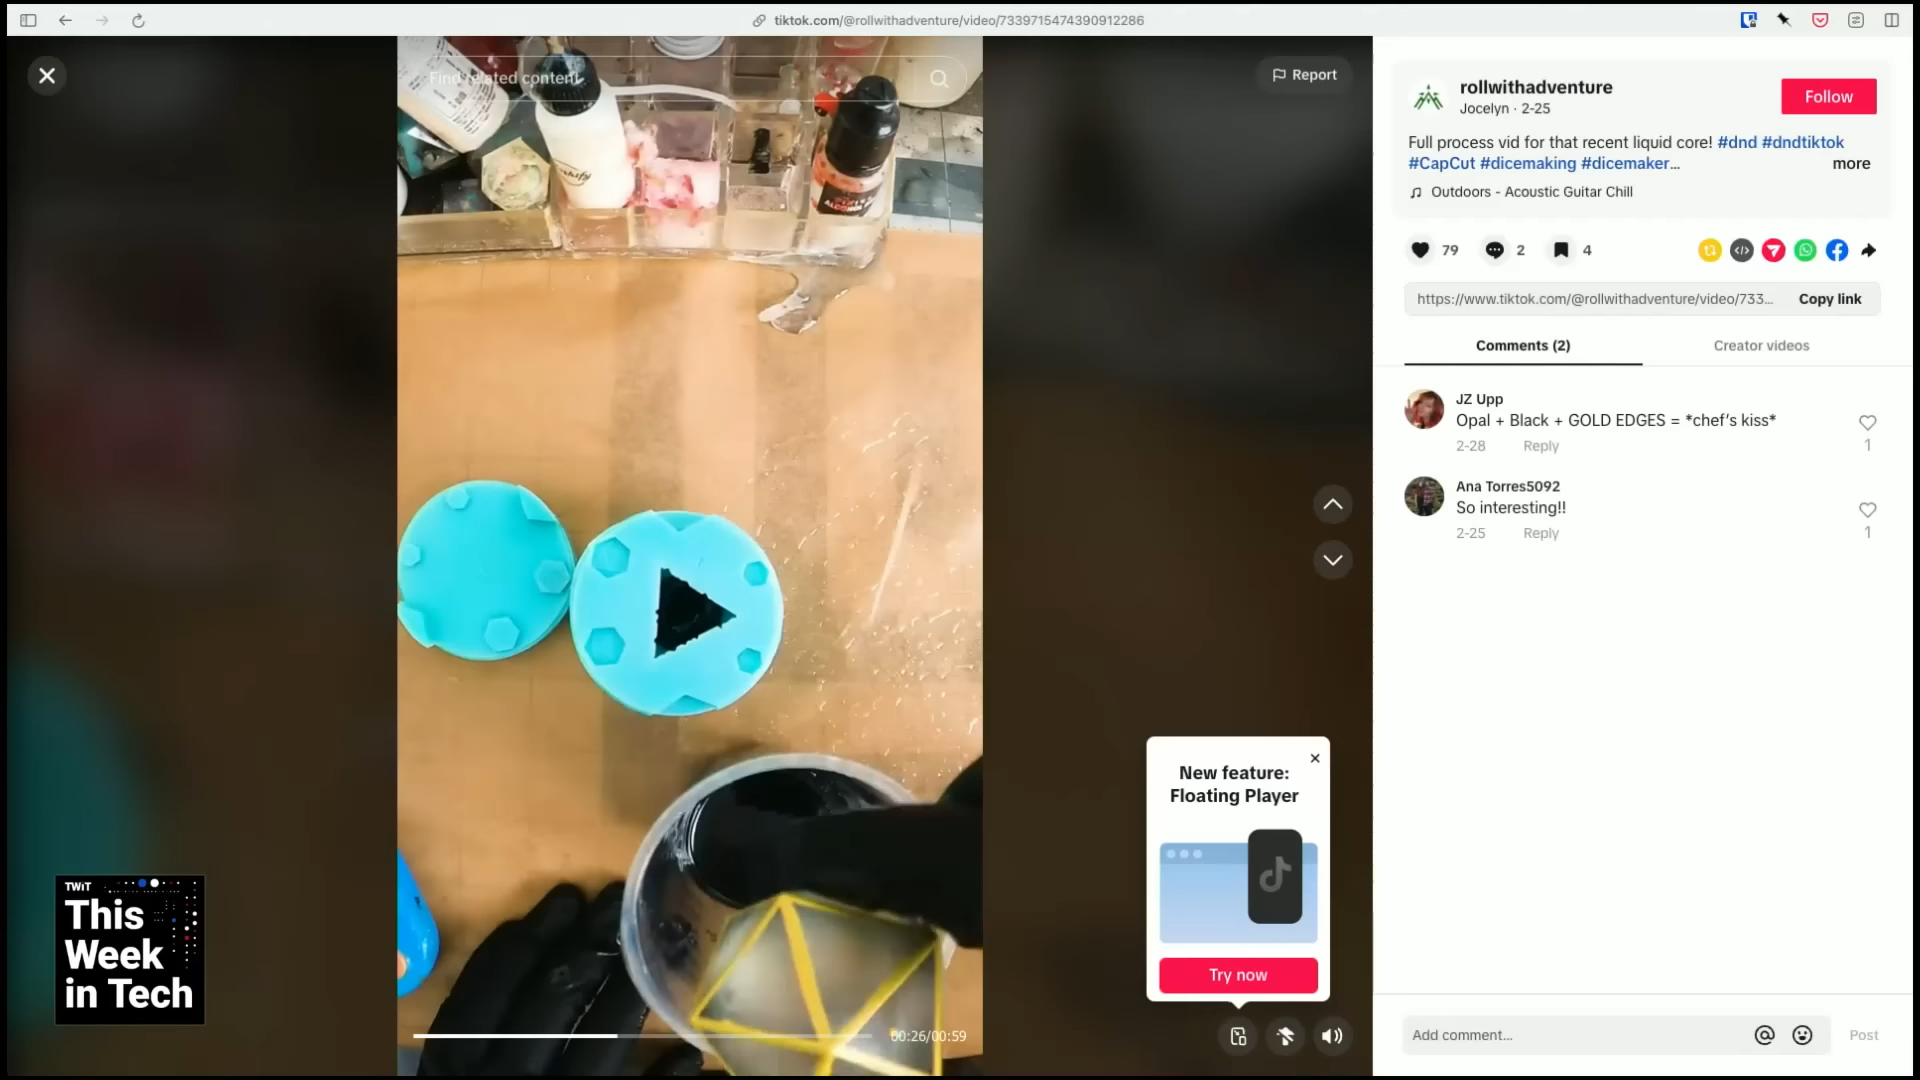 tiktok.com/@rollwithadventure/video/7339715474390912286
Find related content
Report
rollwithadventure
Jocelyn · 2-25
Follow
Full process vid for that recent liquid core! #dnd #dndtiktok
#CapCut #dicemaking #dicemaker...
more
Outdoors - Acoustic Guitar Chill
79
2
4
https://www.tiktok.com/@rollwithadventure/video/733...
Copy link
Comments (2)
Creator videos
JZ Upp
Opal + Black + GOLD EDGES = *chef's kiss*
2-28
Reply
1
Ana Torres5092
So interesting!!
2-25
Reply
1
New feature:
Floating Player
Try now
TWiT
This
Week
in Tech
00:26/00:59
Add comment...
Post